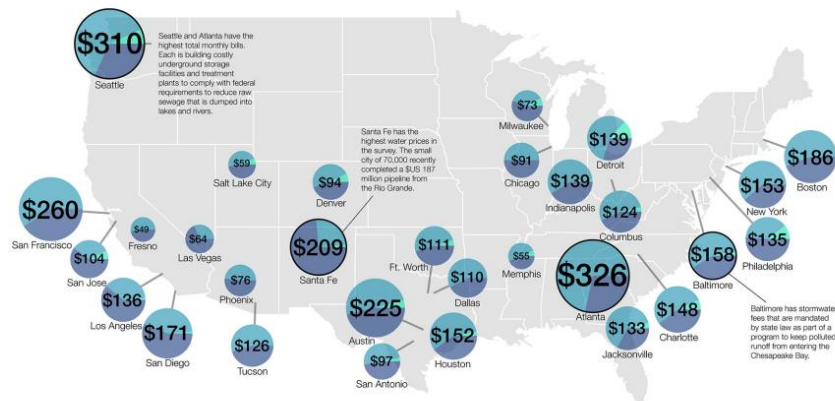 $310
Seattle
Seattle and Atlanta have the
highest total monthly bills.
Each is building costly
underground storage
facilities and treatment
plants to comply with federal
requirements to reduce raw
sewage that is dumped into
lakes and rivers.
$73
Milwaukee
$139
Detroit
Santa Fe has the
highest water prices in
the survey. The small
city of 70,000 recently
completed a $US 187
million pipeline from
the Rio Grande.
$59
Salt Lake City
$94
Denver
$91
Chicago
$139
Indianapolis
$186
Boston
$153
New York
$260
San Francisco
$49
Fresno
$64
Las Vegas
$209
Santa Fe
$111
Ft. Worth
$124
Columbus
$135
Philadelphia
$104
San Jose
$55
Memphis
$158
Baltimore
$76
Phoenix
$110
Dallas
$326
Atlanta
$136
Los Angeles
$225
Austin
$148
Charlotte
Baltimore has stormwate
fees that are mandated
by state law as part of a
program to keep polluted
runoff from entering the
Chesapeake Bay.
$171
San Diego
$126
Tucson
$152
Houston
$133
Jacksonville
$97
San Antonio